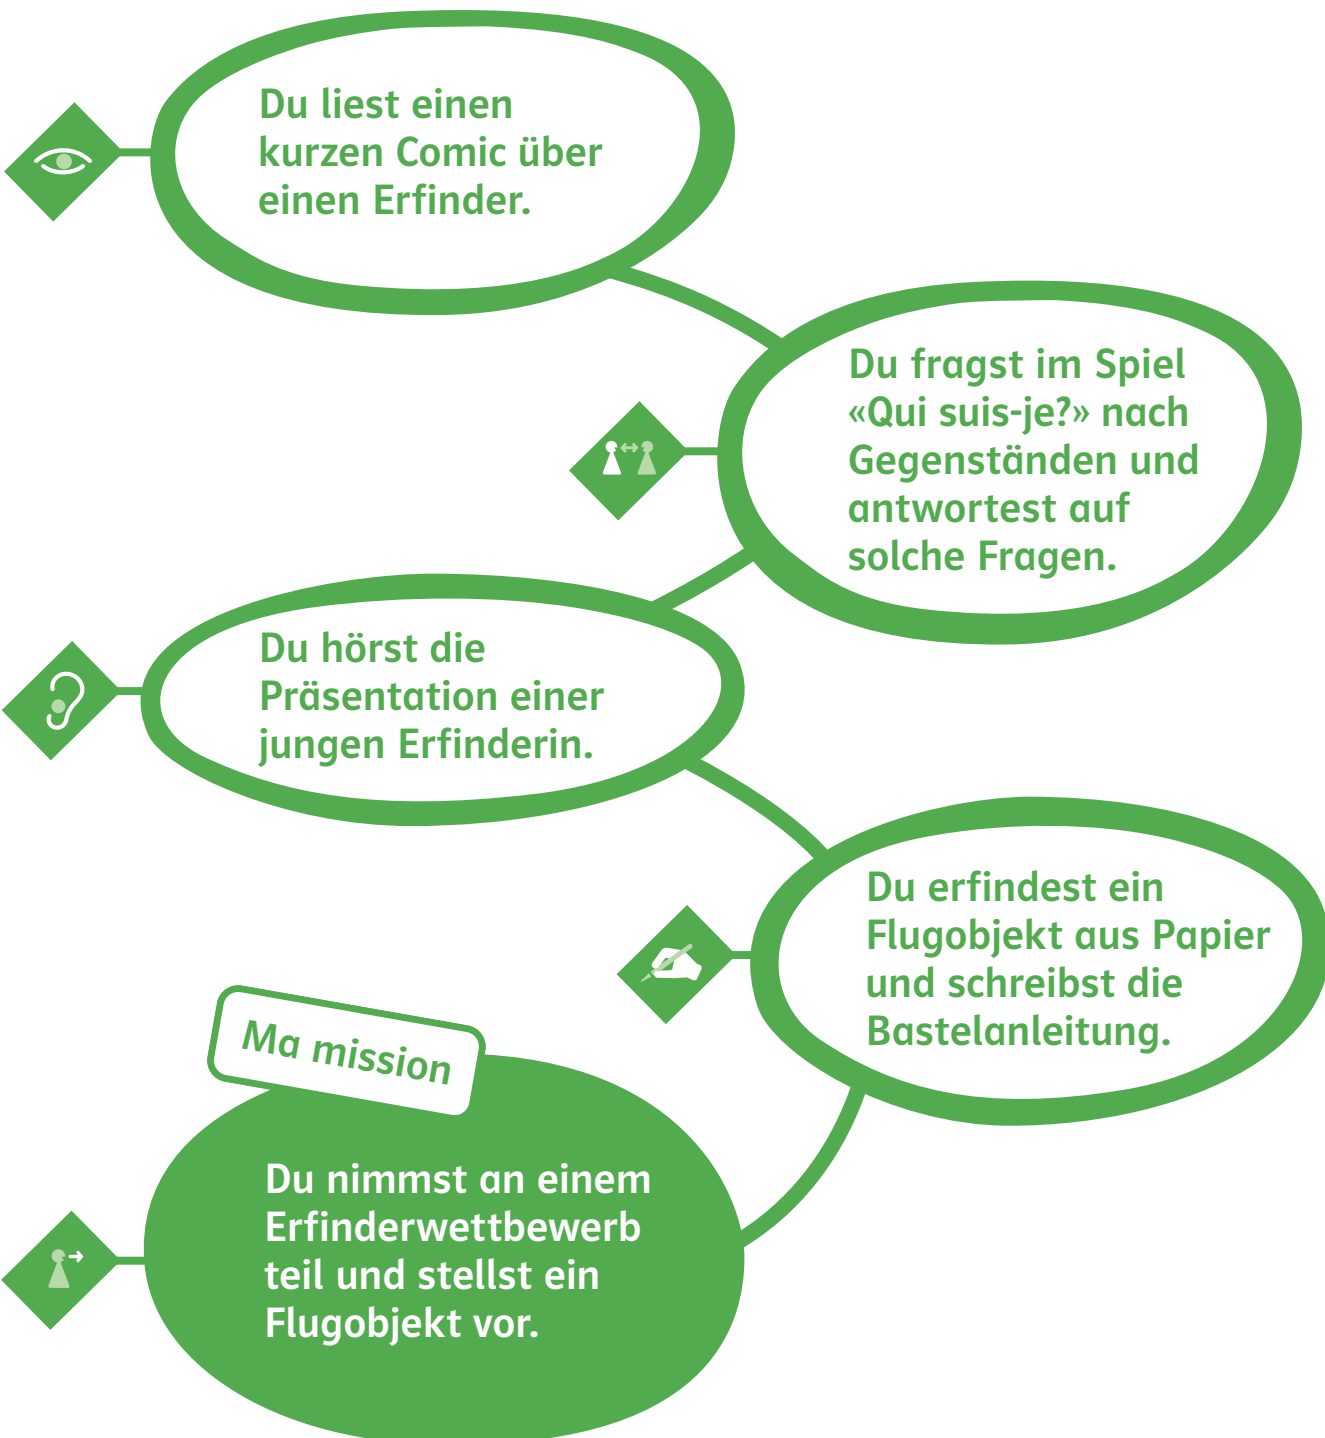 Du liest einen
kurzen Comic über
einen Erfinder.
Du fragst im Spiel
«Qui suis-je?» nach
Gegenständen und
antwortest auf
solche Fragen.
Du hörst die
Präsentation einer
jungen Erfinderin.
Du erfindest ein
Flugobjekt aus Papier
und schreibst die
Bastelanleitung.
Ma mission
Du nimmst an einem
Erfinderwettbewerb
teil und stellst ein
Flugobjekt vor.